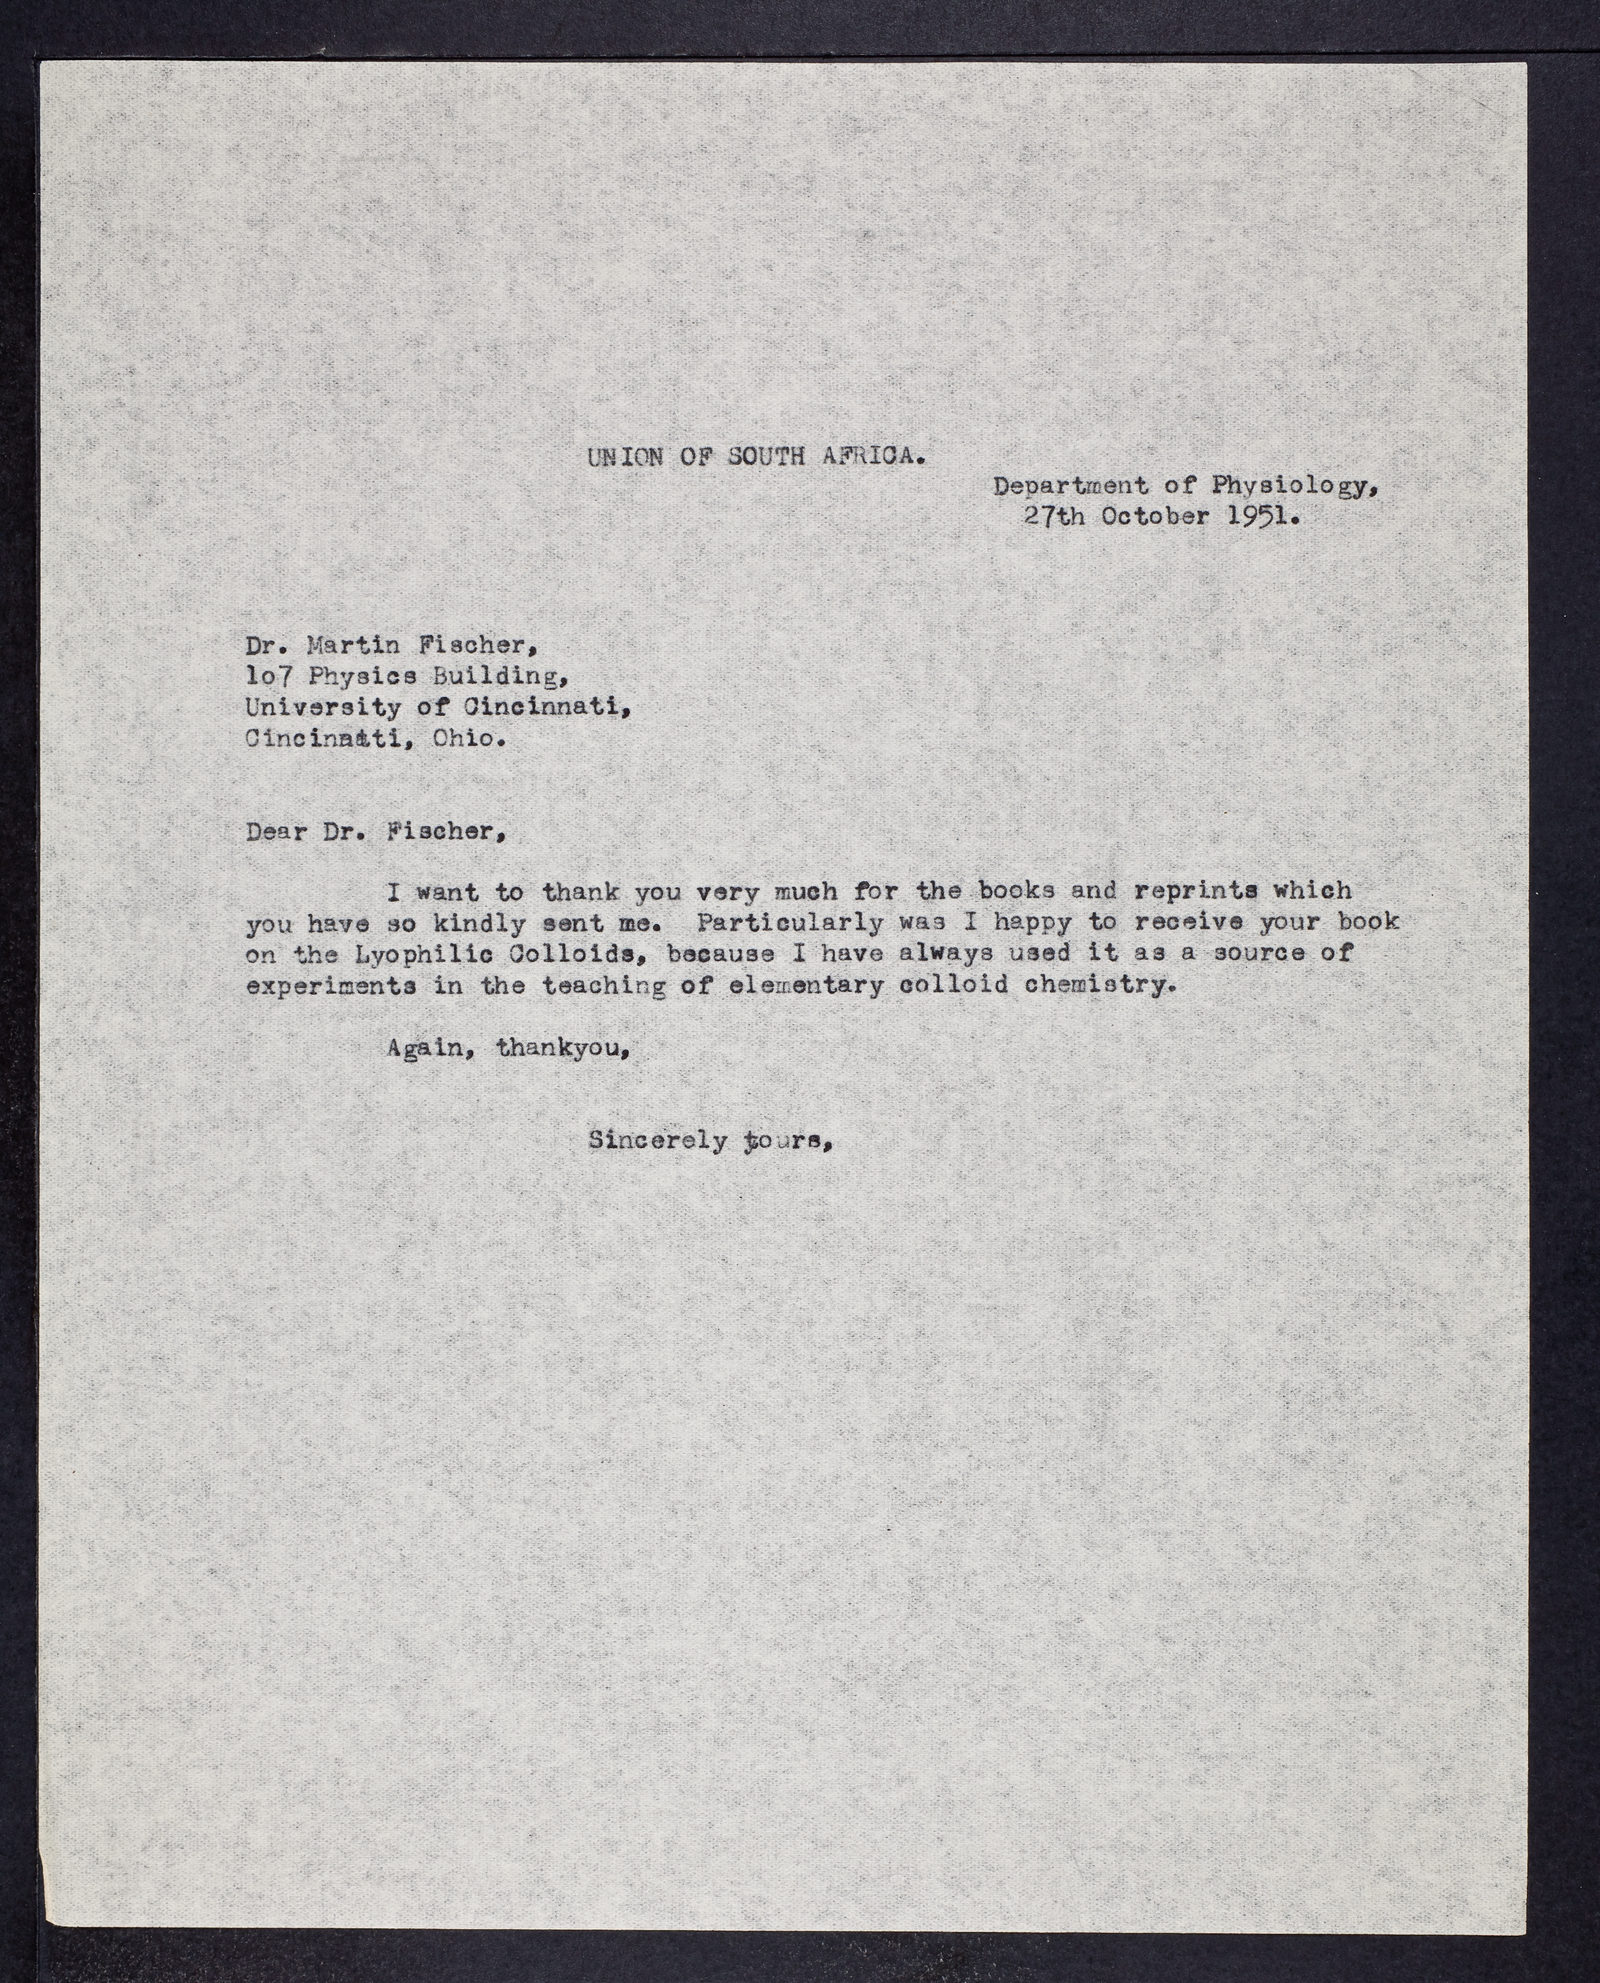 UNION OF SOUTH AFRICA.
Department of Physiology,
27th October 1951.
Dr. Martin Fischer,
lo7 Physics Building,
University of Cincinnati,
Cincinatti, Ohio.
Dear Dr. Fischer,
I want to thank you very much for the books and reprints which
you have so kindly sent me. Particularly was I happy to receive your book
on the Lyophilic Colloids, because I have always used it as a source of
experiments in the teaching of elementary colloid chemistry.
Again, thankyou,
Sincerely yours,